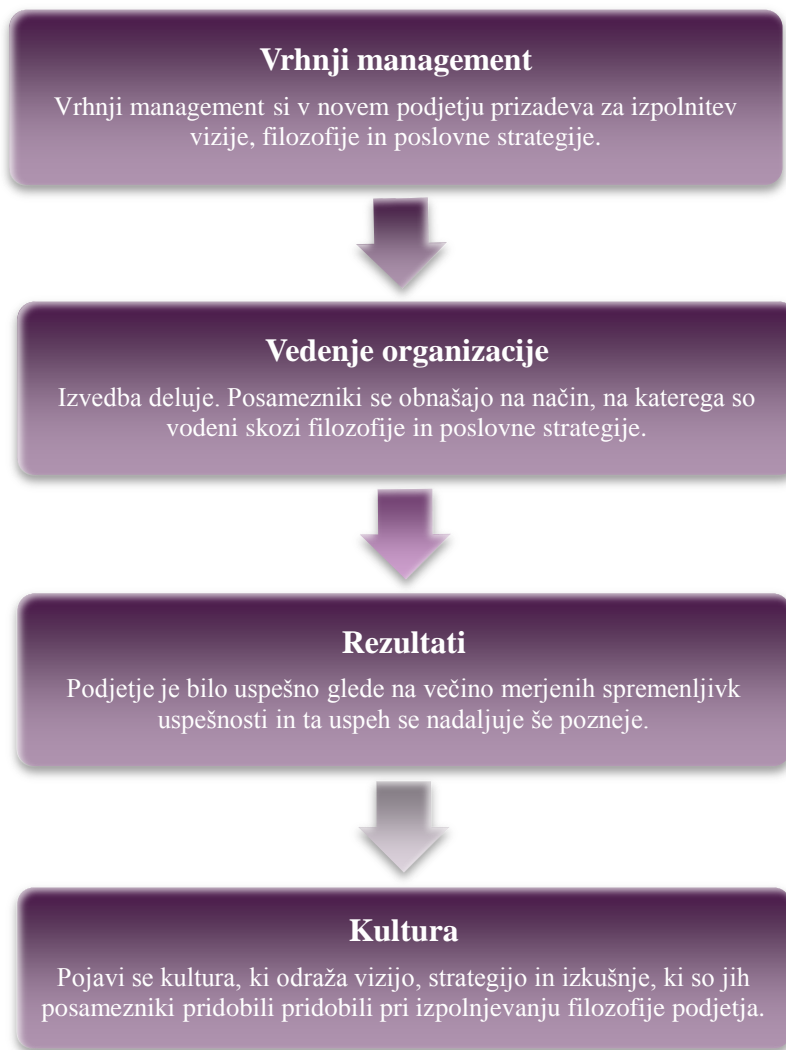 Vrhnji management
Vrhnji management si v novem podjetju prizadeva za izpolnitev
vizije, filozofije in poslovne strategije.
Vedenje organizacije
Izvedba deluje. Posamezniki se obnašajo na način, na katerega so
vodeni skozi filozofije in poslovne strategije.
Rezultati
Podjetje je bilo uspešno glede na večino merjenih spremenljivk
uspešnosti in ta uspeh se nadaljuje še pozneje.
Kultura
Pojavi se kultura, ki odraža vizijo, strategijo in izkušnje, ki so jih
posamezniki pridobili pridobili pri izpolnjevanju filozofije podjetja.